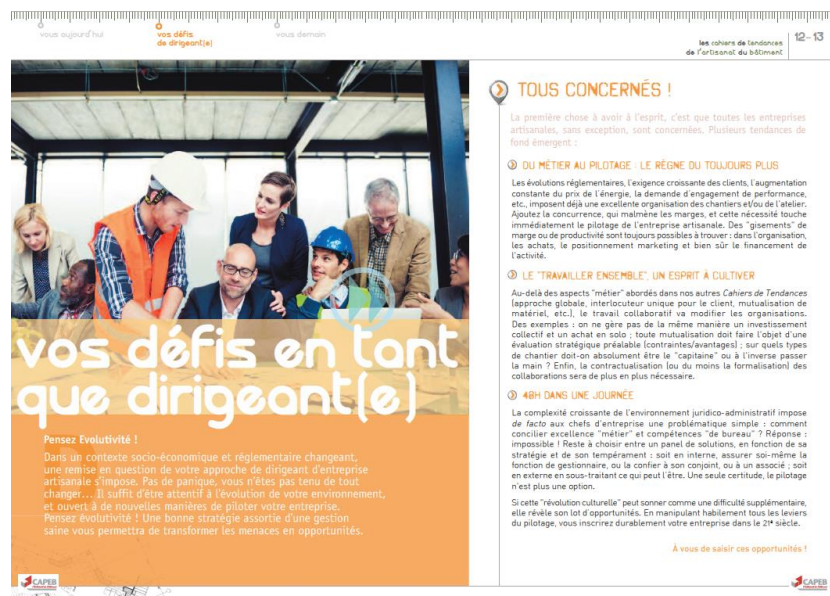 vous aujourd'hui
vos défis
de dirigeant(e)
vous demain
les cahiers de tendances
de l'artisanat du bâtiment
12-13
vos défis en tant
que dirigeant(e)
Pensez Evolutivité !
Dans un contexte socio-économique et réglementaire changeant,
une remise en question de votre approche de dirigeant d'entreprise
artisanale s'impose. Pas de panique, vous n'êtes pas tenu de tout
changer... Il suffit d'être attentif à l'évolution de votre environnement,
et ouvert à de nouvelles manières de piloter votre entreprise.
Pensez évolutivité ! Une bonne stratégie assortie d'une gestion
saine vous permettra de transformer les menaces en opportunités.
CAPEB
TOUS CONCERNÉS !
La première chose à avoir à l'esprit, c'est que toutes les entreprises
artisanales, sans exception, sont concernées. Plusieurs tendances de
fond émergent :
DU MÉTIER AU PILOTAGE : LE RÈGNE DU TOUJOURS PLUS
Les évolutions réglementaires, l'exigence croissante des clients, l'augmentation
constante du prix de l'énergie, la demande d'engagement de performance,
etc., imposent déjà une excellente organisation des chantiers et/ou de l'atelier.
Ajoutez la concurrence, qui malmène les marges, et cette nécessité touche
immédiatement le pilotage de l'entreprise artisanale. Des "gisements" de
marge ou de productivité sont toujours possibles à trouver : dans l'organisation,
les achats, le positionnement marketing et bien sûr le financement de
l'activité.
LE "TRAVAILLER ENSEMBLE", UN ESPRIT À CULTIVER
Au-delà des aspects "métier" abordés dans nos autres Cahiers de Tendances
(approche globale, interlocuteur unique pour le client, mutualisation de
matériel, etc.), le travail collaboratif va modifier les organisations.
Des exemples : on ne gère pas de la même manière un investissement
collectif et un achat en solo ; toute mutualisation doit faire l'objet d'une
évaluation stratégique préalable (contraintes/avantages) ; sur quels types
de chantier doit-on absolument être le "capitaine" ou à l'inverse passer
la main ? Enfin, la contractualisation (ou du moins la formalisation) des
collaborations sera de plus en plus nécessaire.
48H DANS UNE JOURNÉE
La complexité croissante de l'environnement juridico-administratif impose
de facto aux chefs d'entreprise une problématique simple : comment
concilier excellence "métier" et compétences "de bureau" ? Réponse :
impossible ! Reste à choisir entre un panel de solutions, en fonction de sa
stratégie et de son tempérament : soit en interne, assurer soi-même la
fonction de gestionnaire, ou la confier à son conjoint, ou à un associé ; soit
en externe en sous-traitant ce qui peut l'être. Une seule certitude, le pilotage
n'est plus une option.
Si cette "révolution culturelle" peut sonner comme une difficulté supplémentaire,
elle révèle son lot d'opportunités. En manipulant habilement tous les leviers
du pilotage, vous inscrirez durablement votre entreprise dans le 21e siècle.
À vous de saisir ces opportunités !
CAPEB